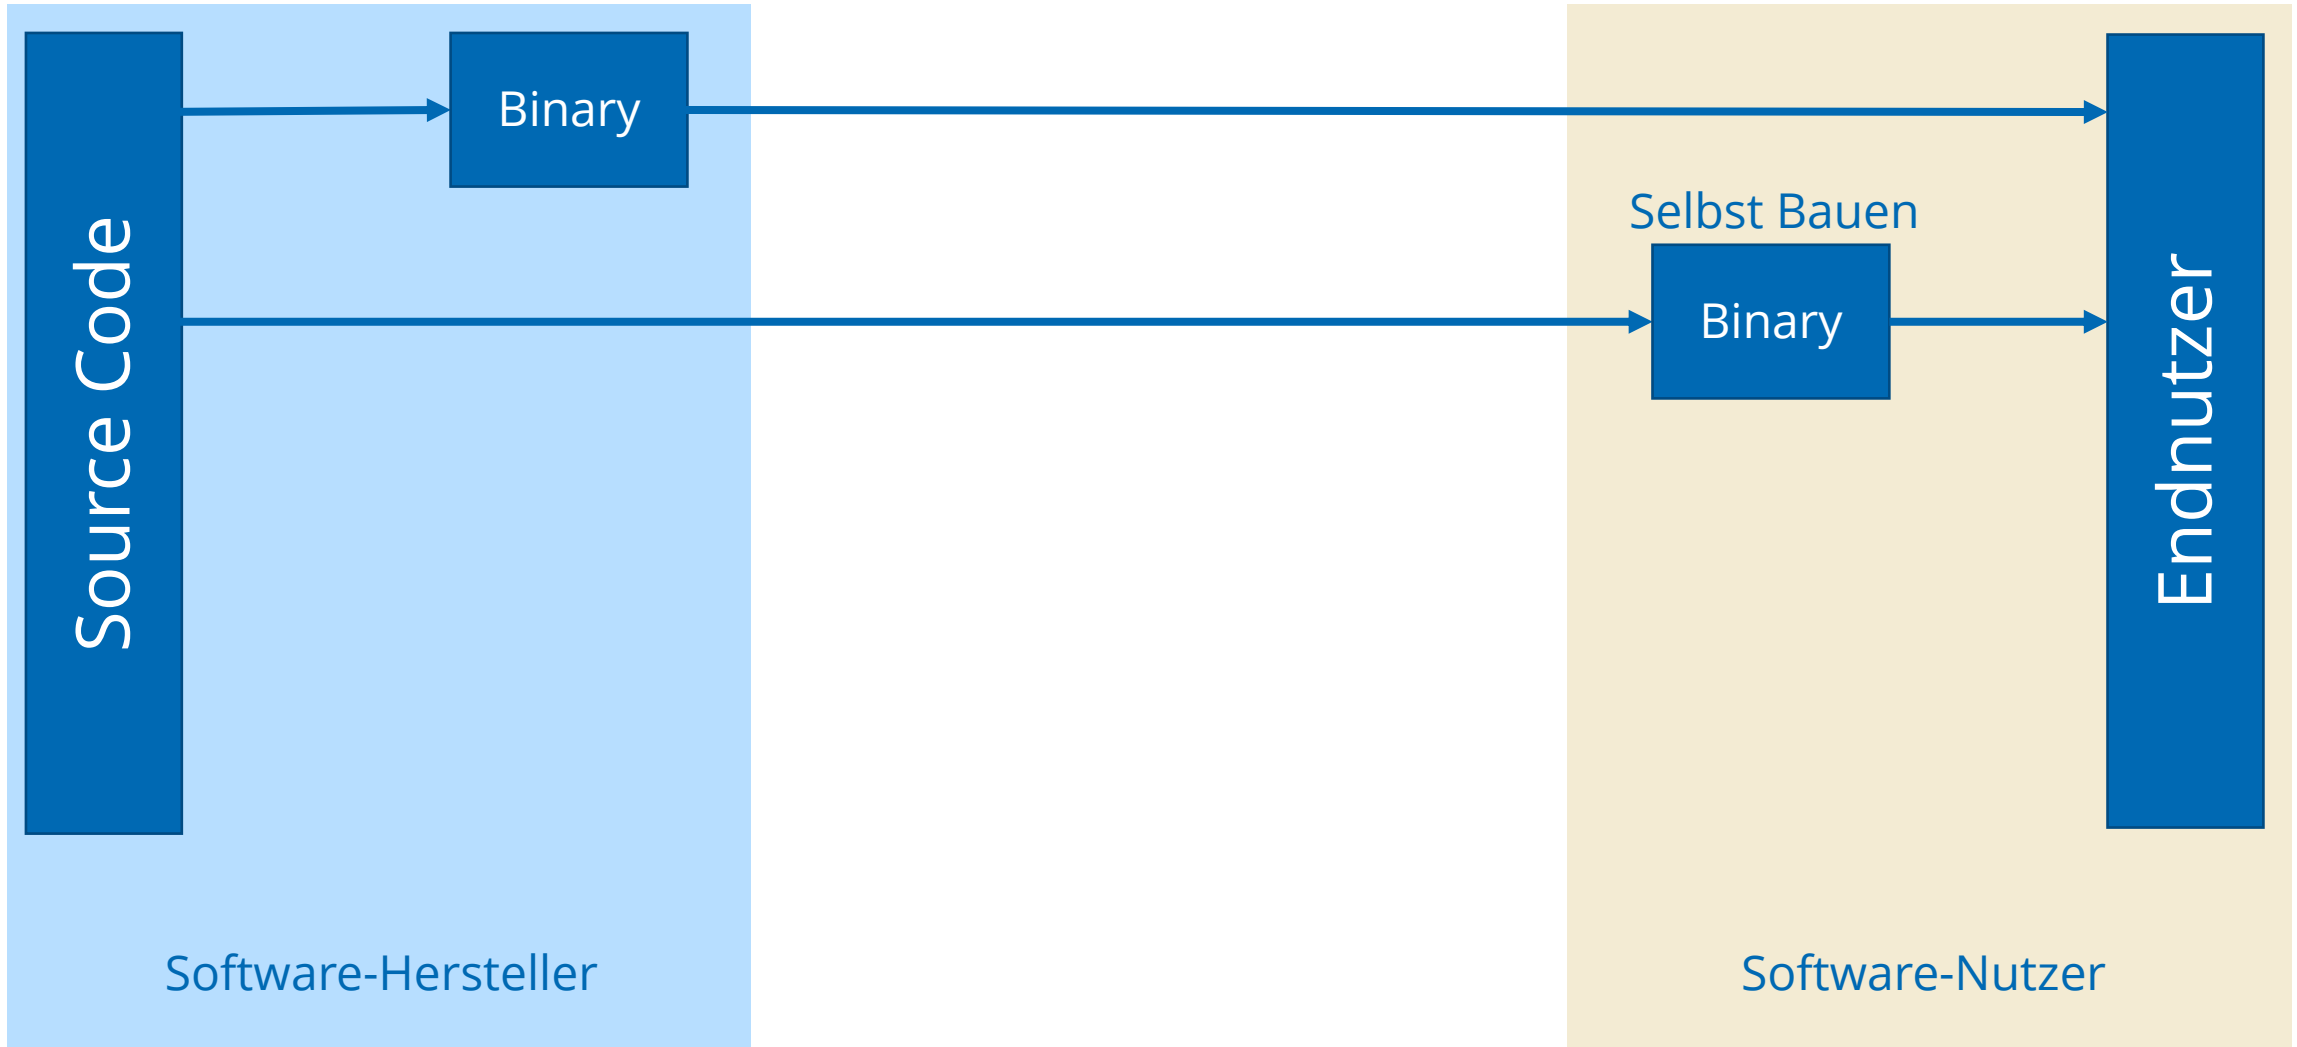 Source Code
Binary
Selbst Bauen
Binary
Endnutzer
Software-Hersteller
Software-Nutzer